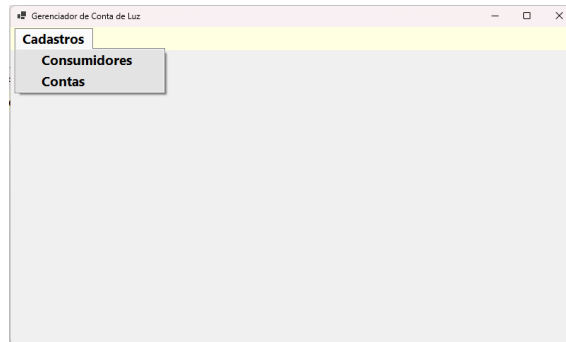 Gerenciador de Conta de Luz
Cadastros
Consumidores
Contas